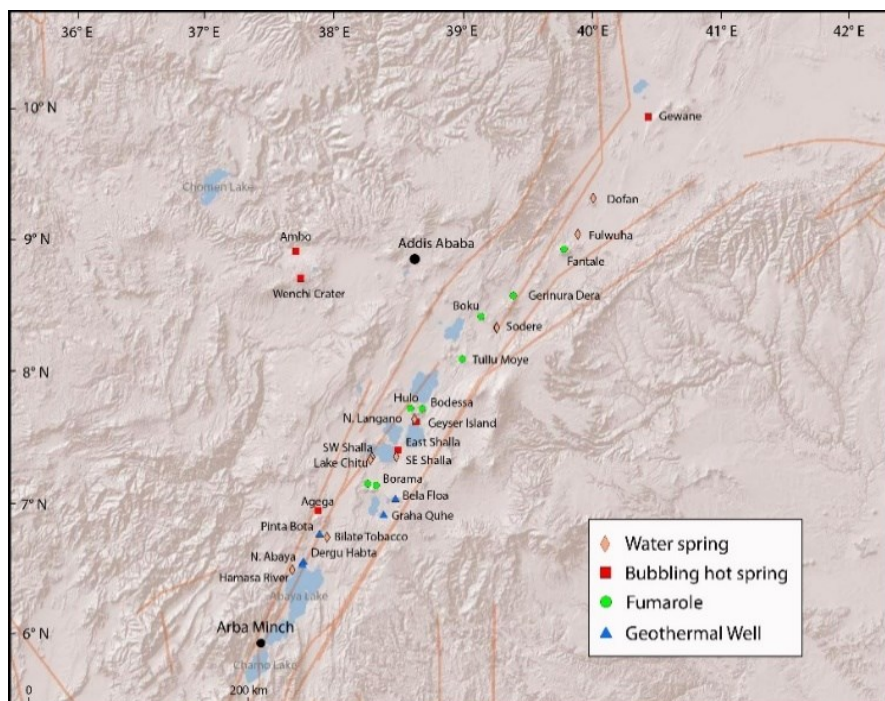 36° E 37° E 38° E 39° E 40° E 41° E 42° E
10° N
Gewane
Chomen Lake
Dofan
9° N
Ambo
Addis Ababa
Fulwuha
Fantale
Wenchi Crater
Gerinura Dera
Boku
Sodere
8° N
Tullu Moye
Hulo
Bodessa
N. Langano
Geyser Island
SW Shalla
East Shalla
Lake Chitu
SE Shalla
7° N
Borama
Agega
Bela Floa
Graha Quhe
Pinta Bota
Bilate Tobacco
N. Abaya
Dergu Habta
Hamasa River
Abaya Lake
6° N
Arba Minch
Chamo Lake
0 200 km
Water spring
Bubbling hot spring
Fumarole
Geothermal Well